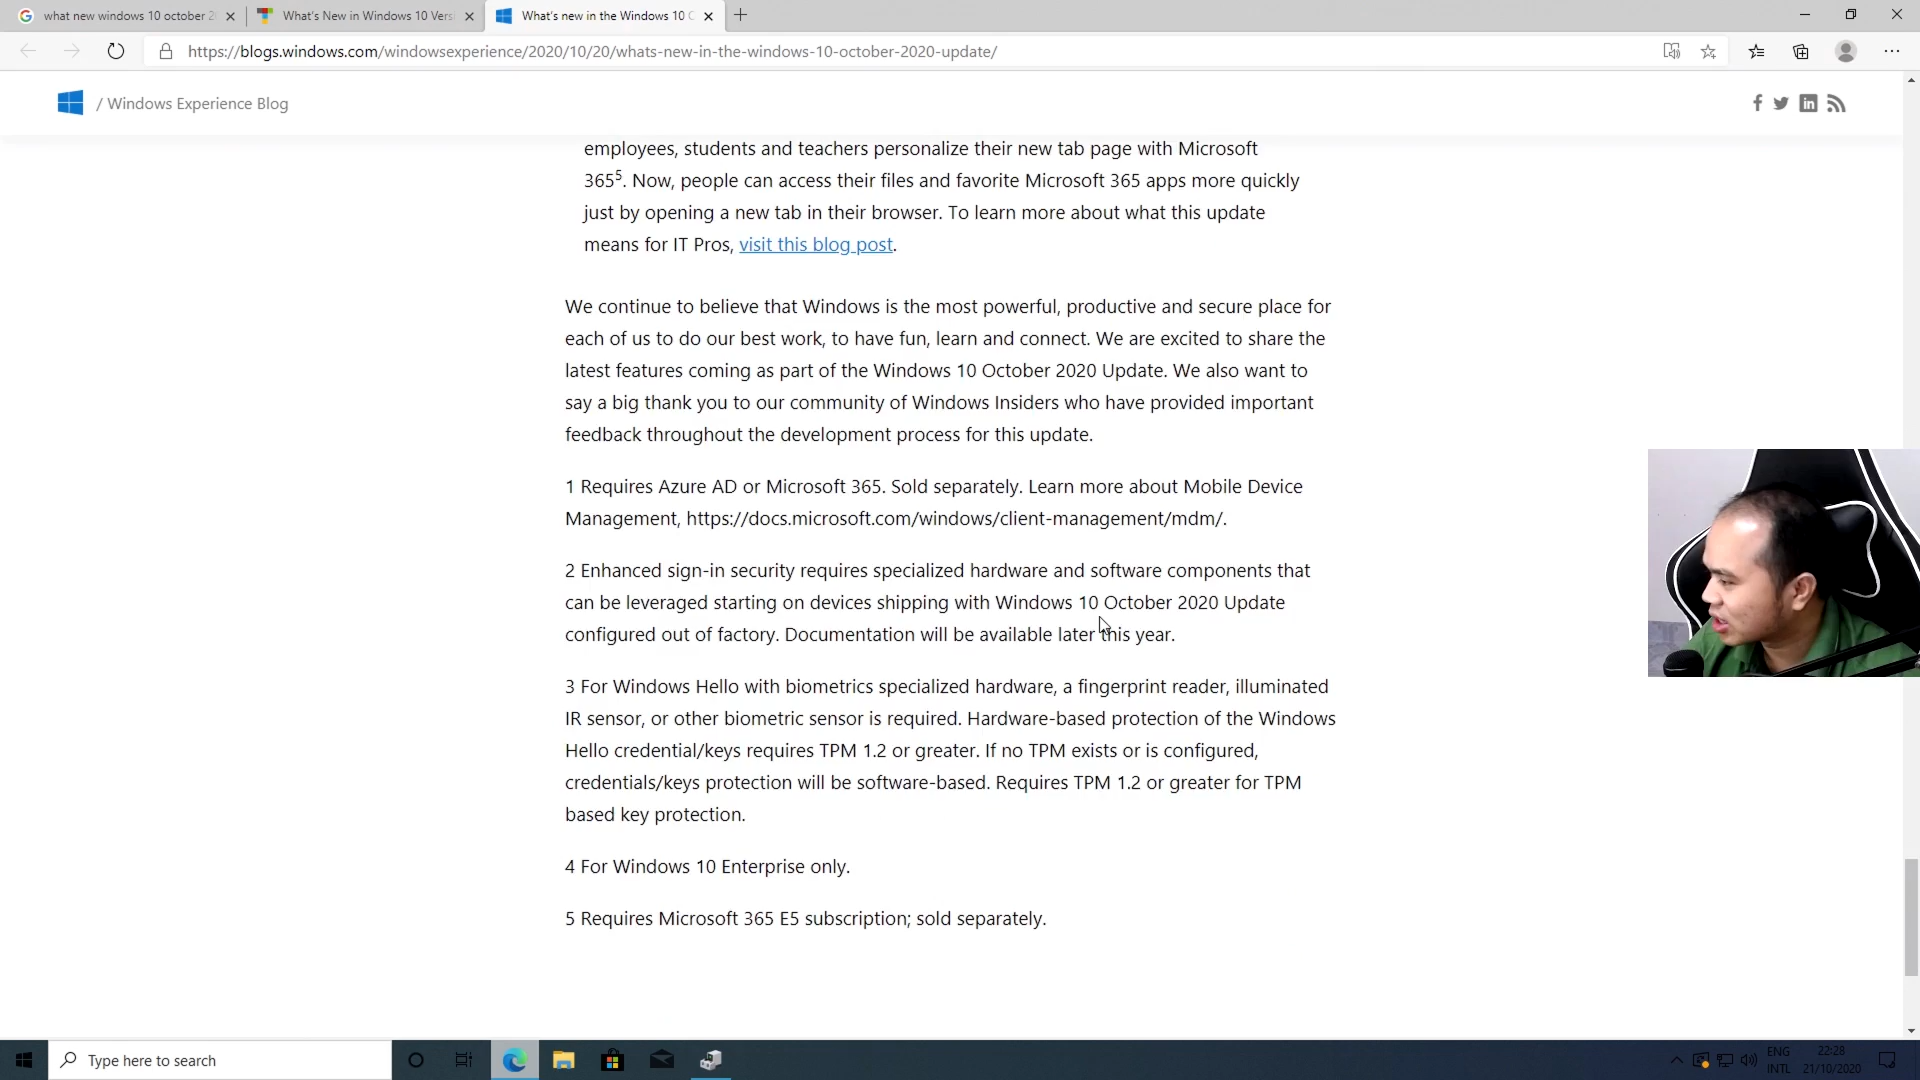 what new windows 10 october 2
What's New in Windows 10 Versi
What's new in the Windows 10 O
https://blogs.windows.com/windowsexperience/2020/10/20/whats-new-in-the-windows-10-october-2020-update/
/ Windows Experience Blog
employees, students and teachers personalize their new tab page with Microsoft
365⁵. Now, people can access their files and favorite Microsoft 365 apps more quickly
just by opening a new tab in their browser. To learn more about what this update
means for IT Pros, visit this blog post.
We continue to believe that Windows is the most powerful, productive and secure place for
each of us to do our best work, to have fun, learn and connect. We are excited to share the
latest features coming as part of the Windows 10 October 2020 Update. We also want to
say a big thank you to our community of Windows Insiders who have provided important
feedback throughout the development process for this update.
1 Requires Azure AD or Microsoft 365. Sold separately. Learn more about Mobile Device
Management, https://docs.microsoft.com/windows/client-management/mdm/.
2 Enhanced sign-in security requires specialized hardware and software components that
can be leveraged starting on devices shipping with Windows 10 October 2020 Update
configured out of factory. Documentation will be available later this year.
3 For Windows Hello with biometrics specialized hardware, a fingerprint reader, illuminated
IR sensor, or other biometric sensor is required. Hardware-based protection of the Windows
Hello credential/keys requires TPM 1.2 or greater. If no TPM exists or is configured,
credentials/keys protection will be software-based. Requires TPM 1.2 or greater for TPM
based key protection.
4 For Windows 10 Enterprise only.
5 Requires Microsoft 365 E5 subscription; sold separately.
Type here to search
ENG
INTL
22:28
21/10/2020